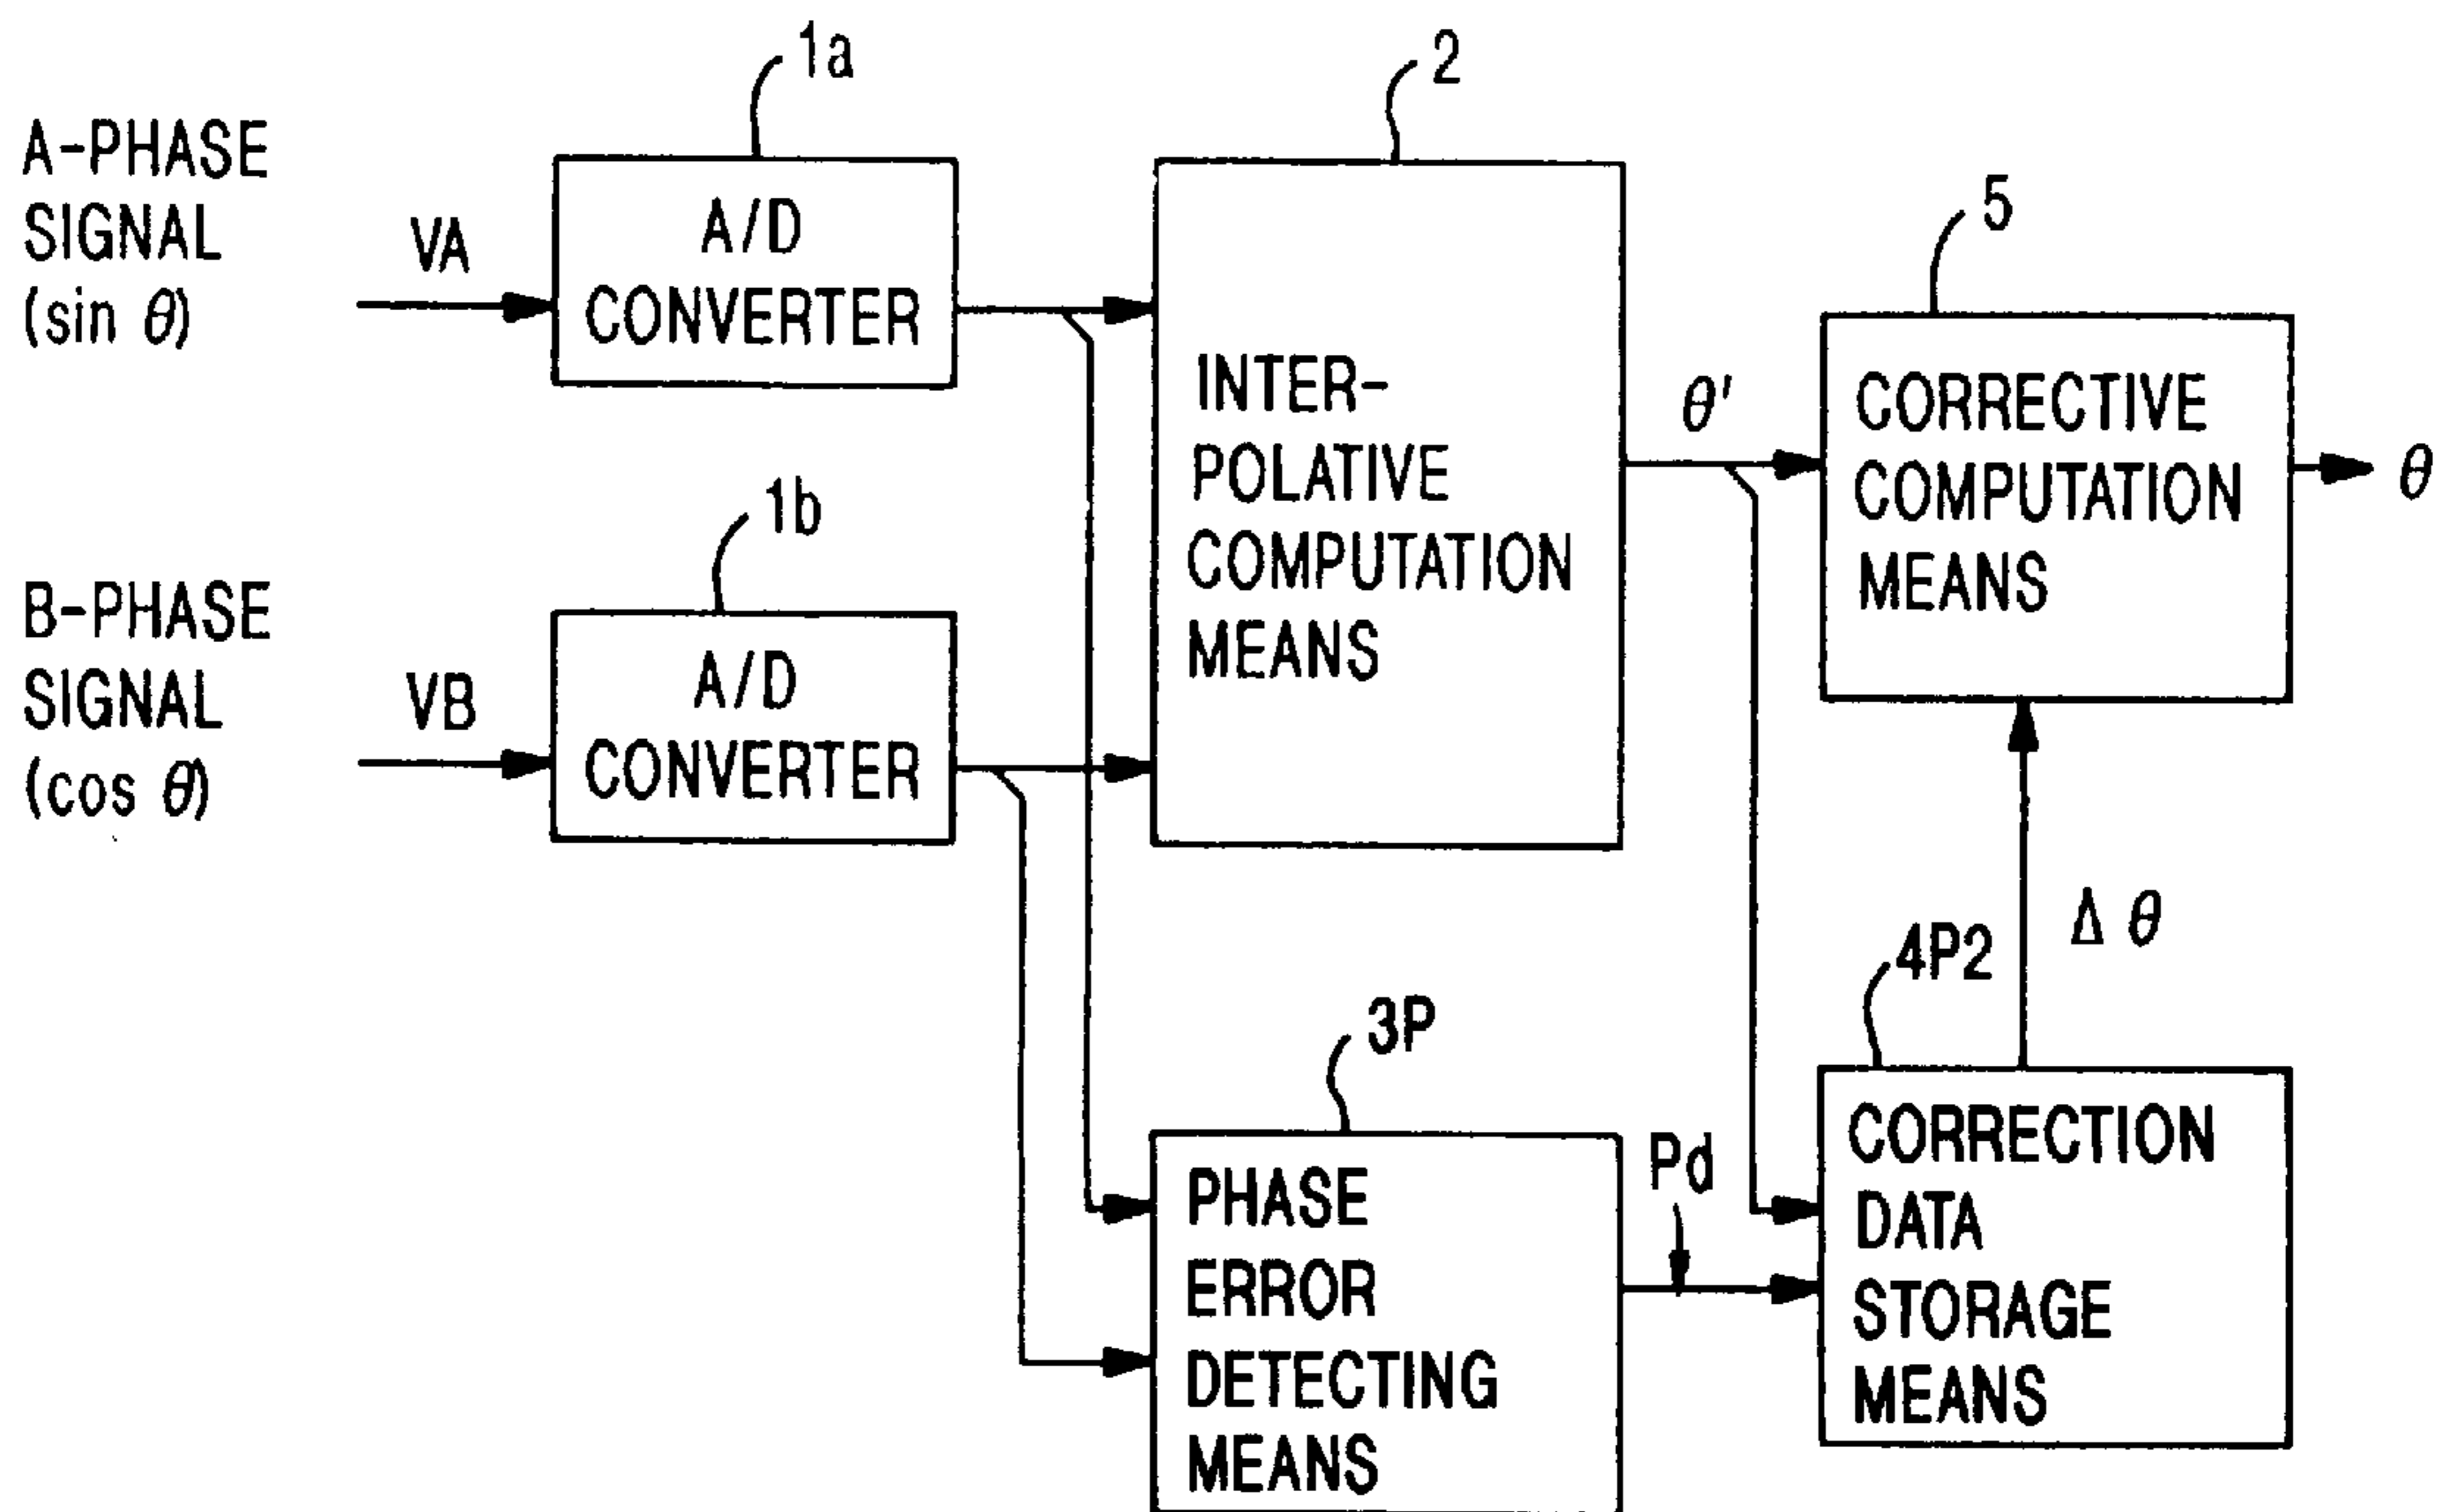 1a
2
A-PHASE
SIGNAL
(sin θ)
VA
A/D
CONVERTER
5
INTER-
POLATIVE
COMPUTATION
MEANS
θ'
CORRECTIVE
COMPUTATION
MEANS
θ
1b
B-PHASE
SIGNAL
(cos θ)
VB
A/D
CONVERTER
Δ θ
4P2
3P
PHASE
ERROR
DETECTING
MEANS
Pd
CORRECTION
DATA
STORAGE
MEANS